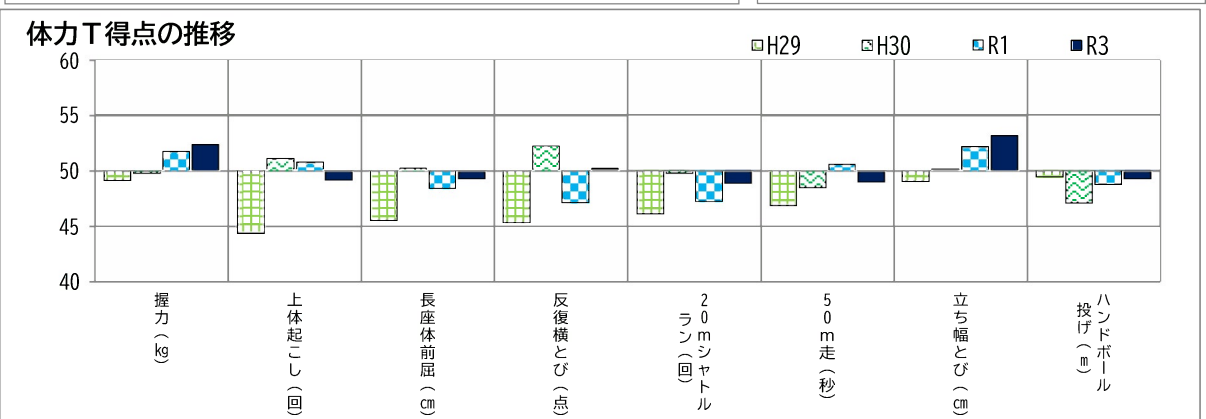 体力Ｔ得点の推移
H29 H30 R1 R3
60
55
50
45
40
握力（㎏）
上体起こし（回）
長座体前屈（㎝）
反復横とび（点）
20ｍシャトル
ラン（回）
50ｍ走（秒）
立ち幅とび（㎝）
ハンドボール
投げ（ｍ）